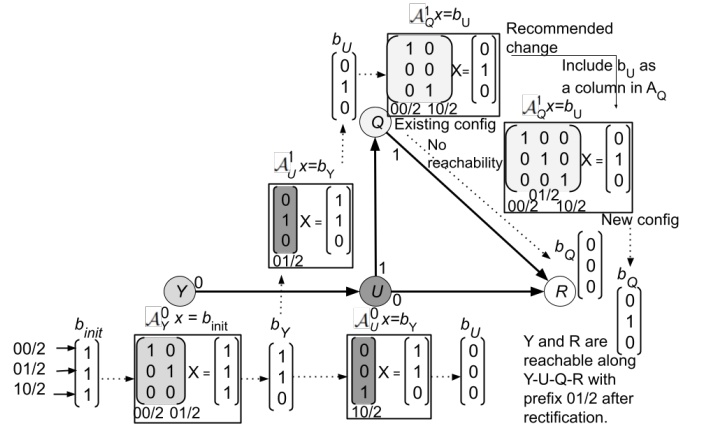 𝒜¹_Q x=b_U
Recommended
change
b_U
0
1
0
1 0
0 0
0 1
X=
0
1
0
00/2 10/2
Include b_U as
a column in A_Q
𝒜¹_Q x=b_U
1 0 0
0 1 0
0 0 1
X =
0
1
0
01/2
00/2 10/2
New config
Q
Existing config
1
No
reachability
𝒜¹_U x=b_Y
0
1
0
X =
1
1
0
01/2
b_Q
0
0
0
b_Q
0
1
0
Y
0
1
U
0
R
𝒜⁰_Y x = b_init
b_init
00/2
01/2
10/2
1
1
1
1 0
0 1
0 0
X =
1
1
1
00/2 01/2
b_Y
1
1
0
𝒜⁰_U x=b_Y
0
0
1
X =
1
1
0
10/2
b_U
0
0
0
Y and R are
reachable along
Y-U-Q-R with
prefix 01/2 after
rectification.